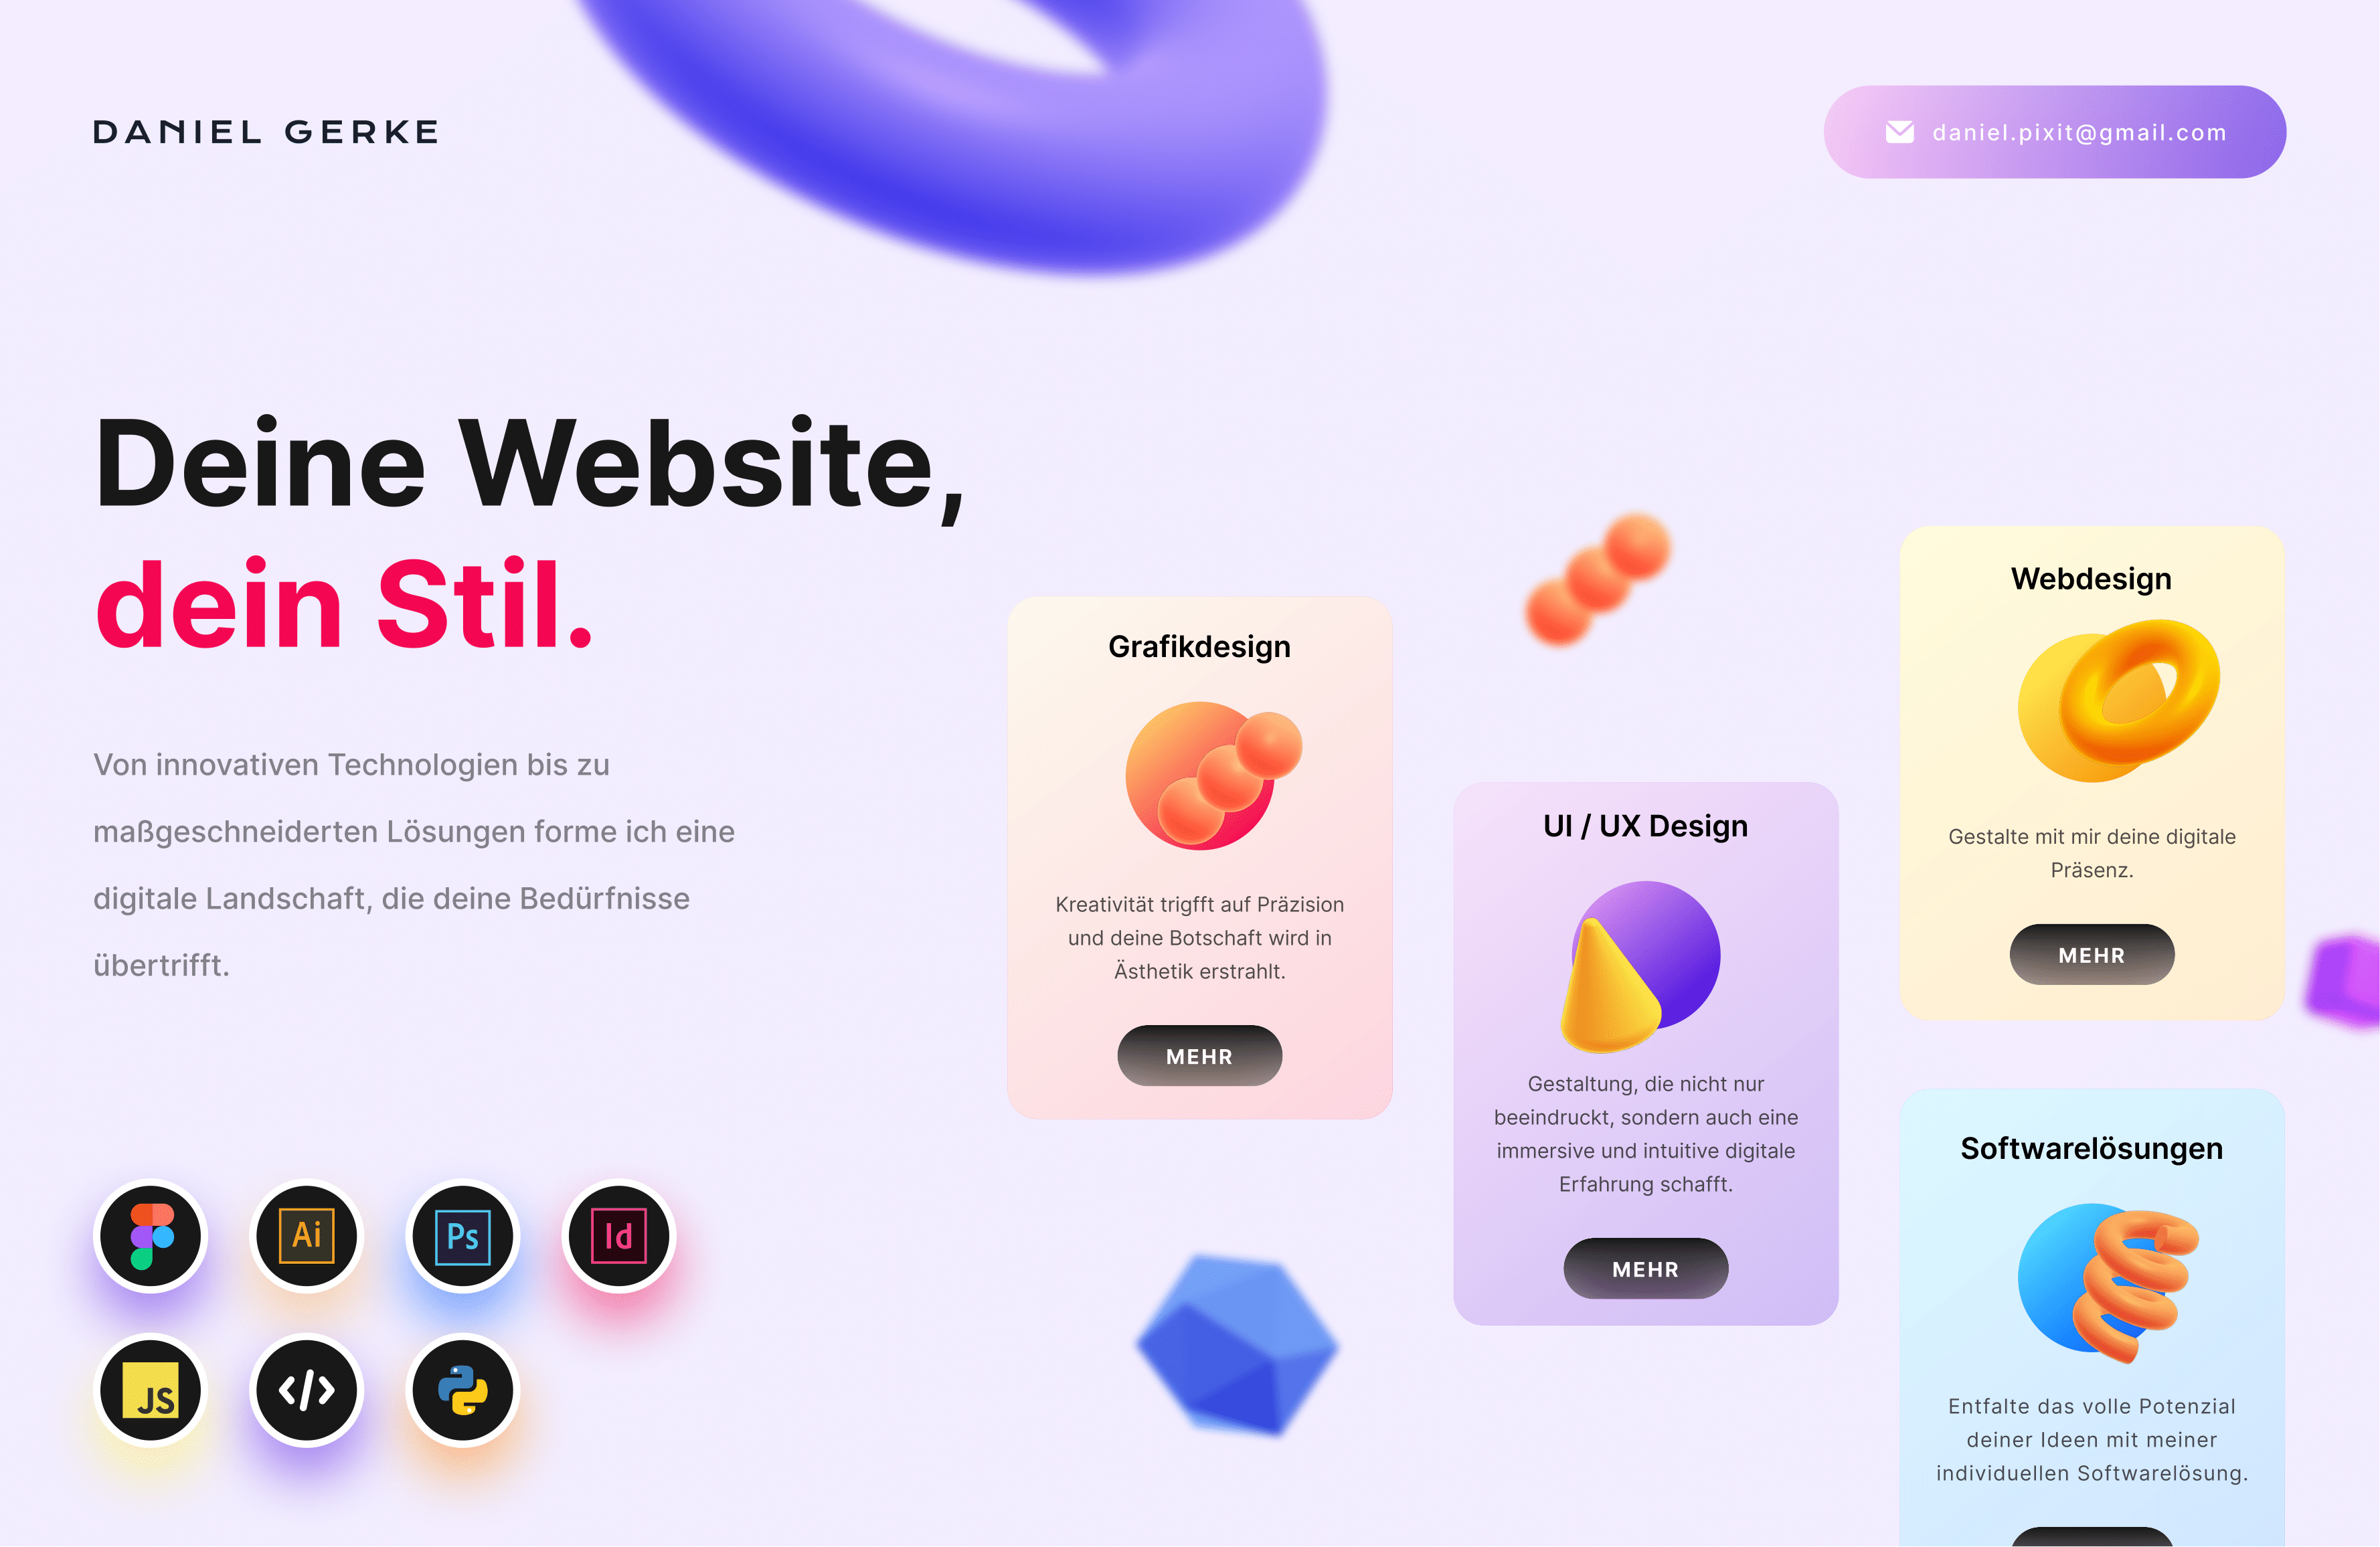 DANIEL GERKE
daniel.pixit@gmail.com
Deine Website,
dein Stil.
Von innovativen Technologien bis zu
maßgeschneiderten Lösungen forme ich eine
digitale Landschaft, die deine Bedürfnisse
übertrifft.
Ai
Ps
Id
JS
</>
Grafikdesign
Kreativität trigfft auf Präzision
und deine Botschaft wird in
Ästhetik erstrahlt.
MEHR
UI / UX Design
Gestaltung, die nicht nur
beeindruckt, sondern auch eine
immersive und intuitive digitale
Erfahrung schafft.
MEHR
Webdesign
Gestalte mit mir deine digitale
Präsenz.
MEHR
Softwarelösungen
Entfalte das volle Potenzial
deiner Ideen mit meiner
individuellen Softwarelösung.